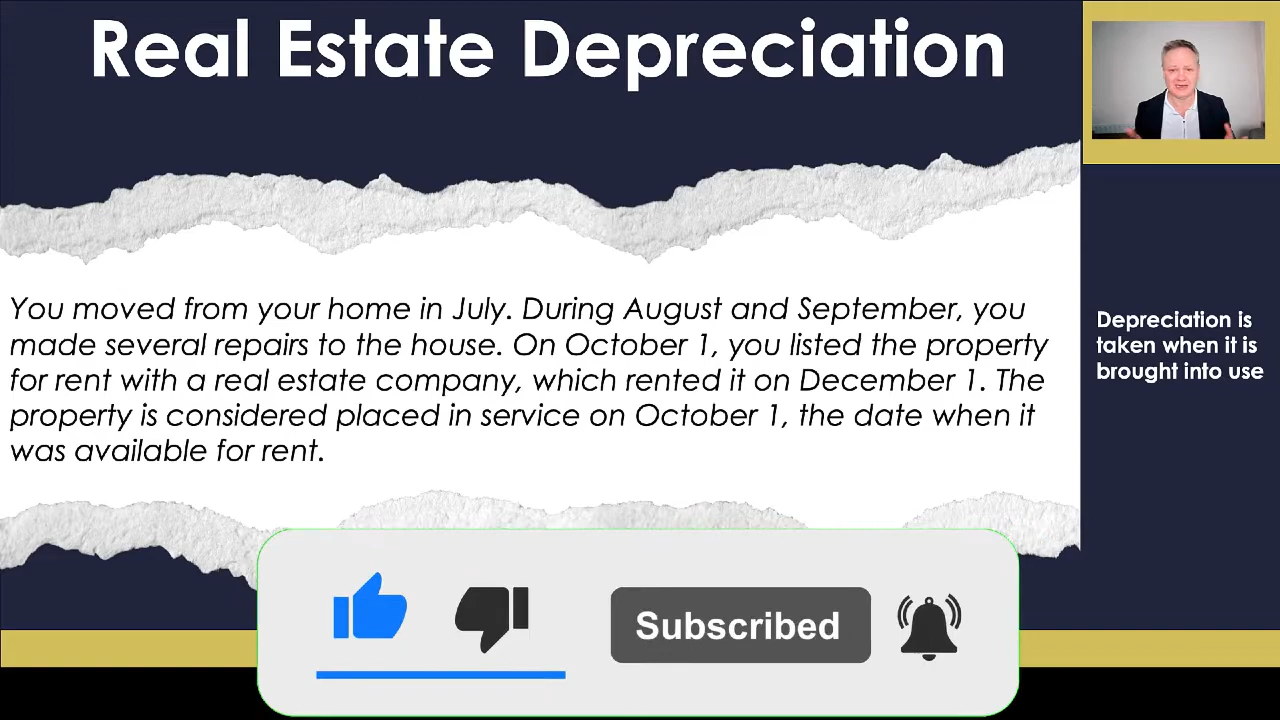 Real Estate Depreciation
You moved from your home in July. During August and September, you
made several repairs to the house. On October 1, you listed the property
for rent with a real estate company, which rented it on December 1. The
property is considered placed in service on October 1, the date when it
was available for rent.
Depreciation is
taken when it is
brought into use
Subscribed